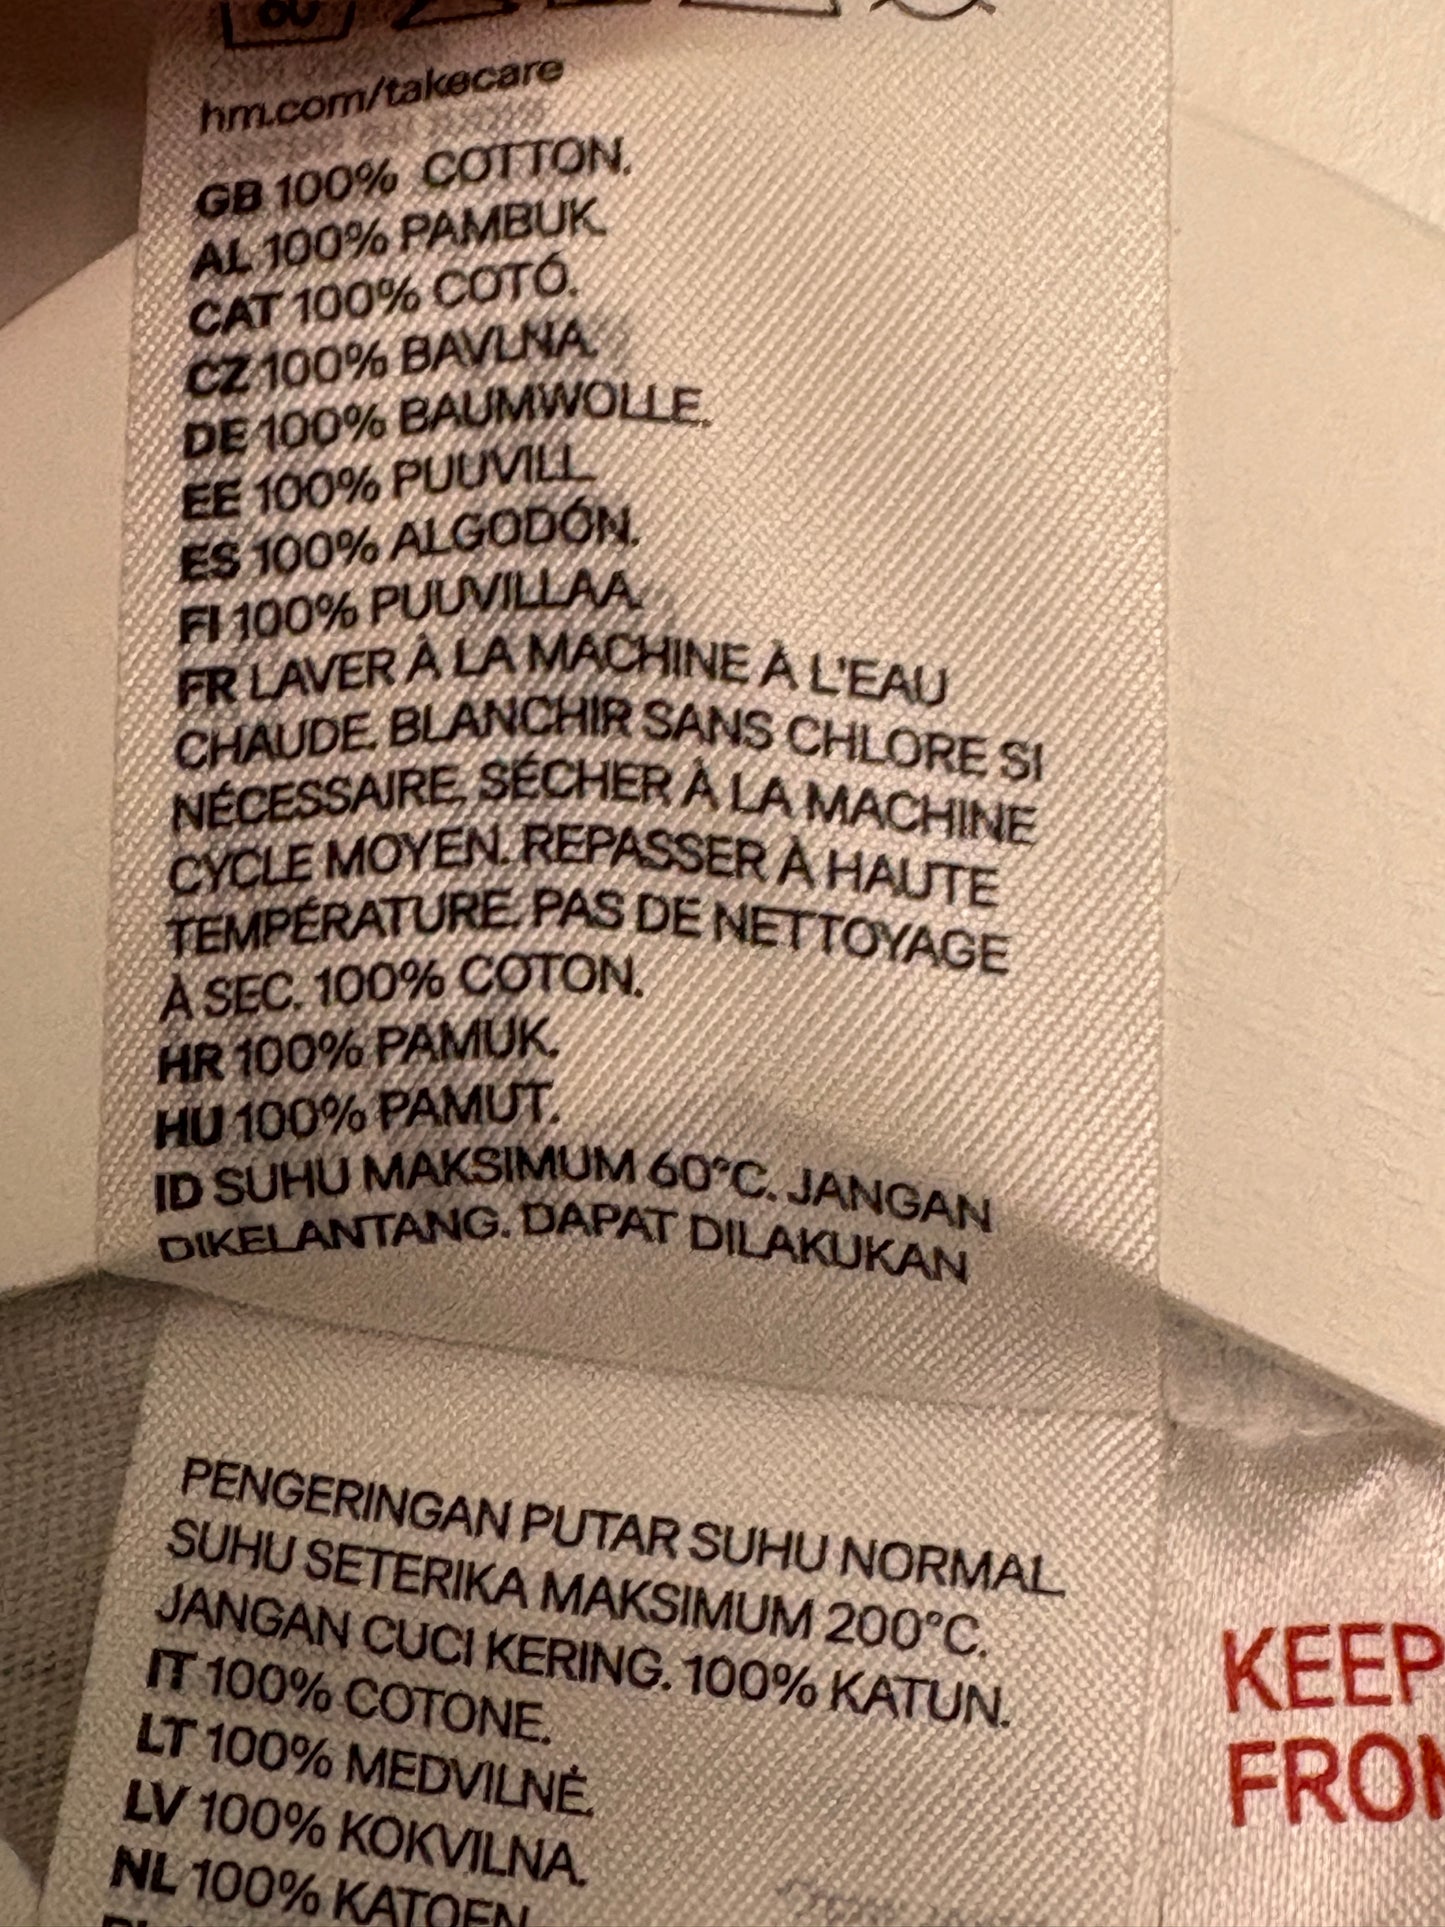 hm.com/takecare
GB 100% COTTON.
AL 100% PAMBUK.
CAT 100% COTÓ.
CZ 100% BAVLNA.
DE 100% BAUMWOLLE.
EE 100% PUUVILL.
ES 100% ALGODÓN.
FI 100% PUUVILLAA.
FR LAVER À LA MACHINE À L'EAU
CHAUDE. BLANCHIR SANS CHLORE SI
NÉCESSAIRE. SÉCHER À LA MACHINE
CYCLE MOYEN. REPASSER À HAUTE
TEMPÉRATURE. PAS DE NETTOYAGE
À SEC. 100% COTON.
HR 100% PAMUK.
HU 100% PAMUT.
ID SUHU MAKSIMUM 60°C. JANGAN
DIKELANTANG. DAPAT DILAKUKAN
PENGERINGAN PUTAR SUHU NORMAL.
SUHU SETERIKA MAKSIMUM 200°C.
JANGAN CUCI KERING. 100% KATUN.
IT 100% COTONE.
LT 100% MEDVILNĖ.
LV 100% KOKVILNA.
NL 100% KATOEN.
KEEP